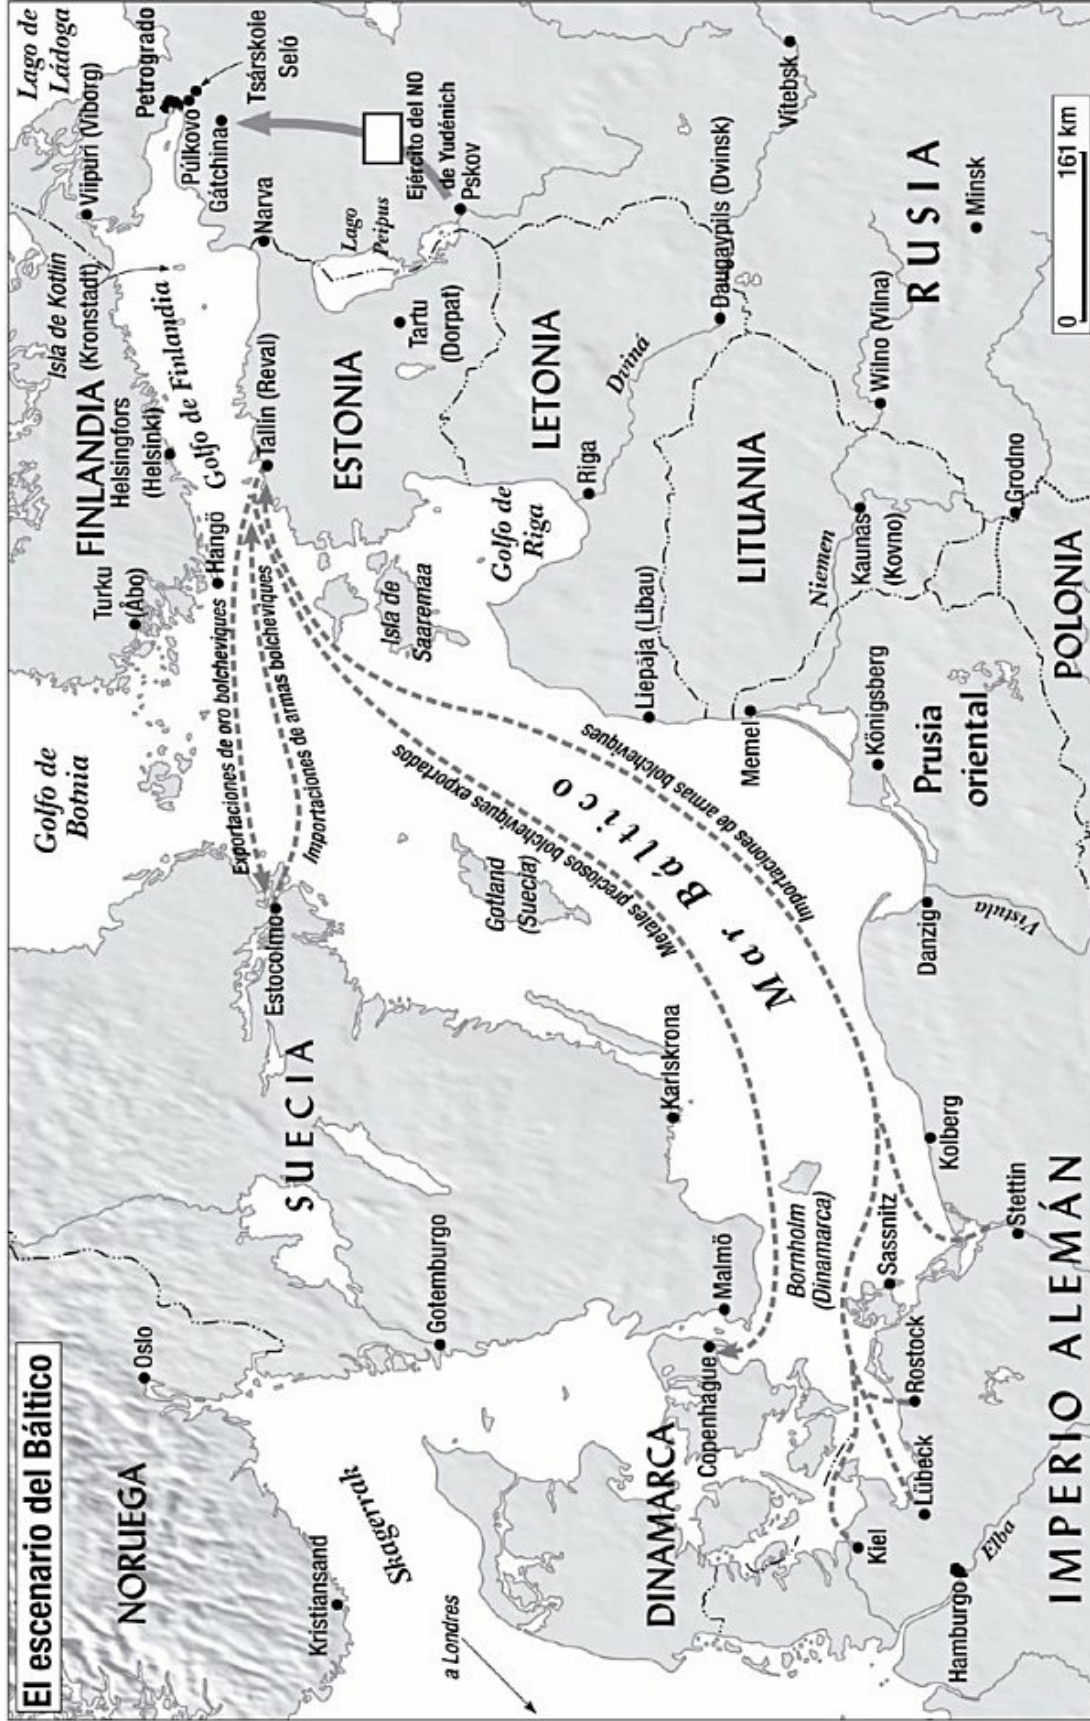 El escenario del Báltico
NORUEGA
Oslo
Kristiansand
Skagerrak
a Londres
SUECIA
Gotemburgo
Estocolmo
Karlskrona
Malmö
Gotland
(Suecia)
Golfo de
Botnia
Turku
(Åbo)
FINLANDIA
Helsingfors
(Helsinki)
Hangö
Golfo de Finlandia
Isla de Kotlin
(Kronstadt)
Viipuri (Viborg)
Lago de
Ládoga
Petrogrado
Púlkovo
Gátchina
Tsárskoie
Seló
Narva
Tallin (Reval)
Exportaciones de oro bolcheviques
Importaciones de armas bolcheviques
Metales preciosos bolcheviques exportados
Importaciones de armas bolcheviques
Mar Báltico
ESTONIA
Lago
Peipus
Tartu
(Dorpat)
Ejército del NO
de Yudénich
Pskov
Isla de
Saaremaa
Golfo de
Riga
Riga
LETONIA
Dviná
Daugavpils (Dvinsk)
Vítebsk
Liepāja (Libau)
LITUANIA
Memel
Niemen
Kaunas
(Kovno)
Wilno (Vilna)
RUSIA
Minsk
Grodno
POLONIA
Königsberg
Prusia
oriental
Danzig
Vístula
Kolberg
Stettin
Sassnitz
Bornholm
(Dinamarca)
DINAMARCA
Copenhague
Rostock
Lübeck
Kiel
Hamburgo
Elba
IMPERIO ALEMÁN
0
161 km